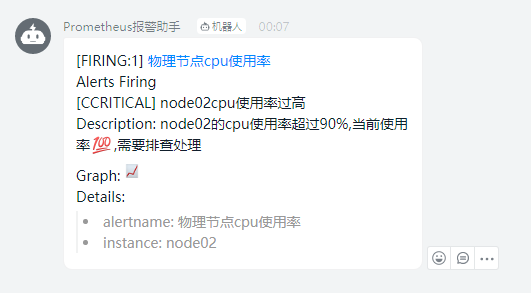 Prometheus报警助手 机器人 00:07
[FIRING:1] 物理节点cpu使用率
Alerts Firing
[CCRITICAL] node02cpu使用率过高
Description: node02的cpu使用率超过90%,当前使用
率💯,需要排查处理
Graph: 📈
Details:
• alertname: 物理节点cpu使用率
• instance: node02